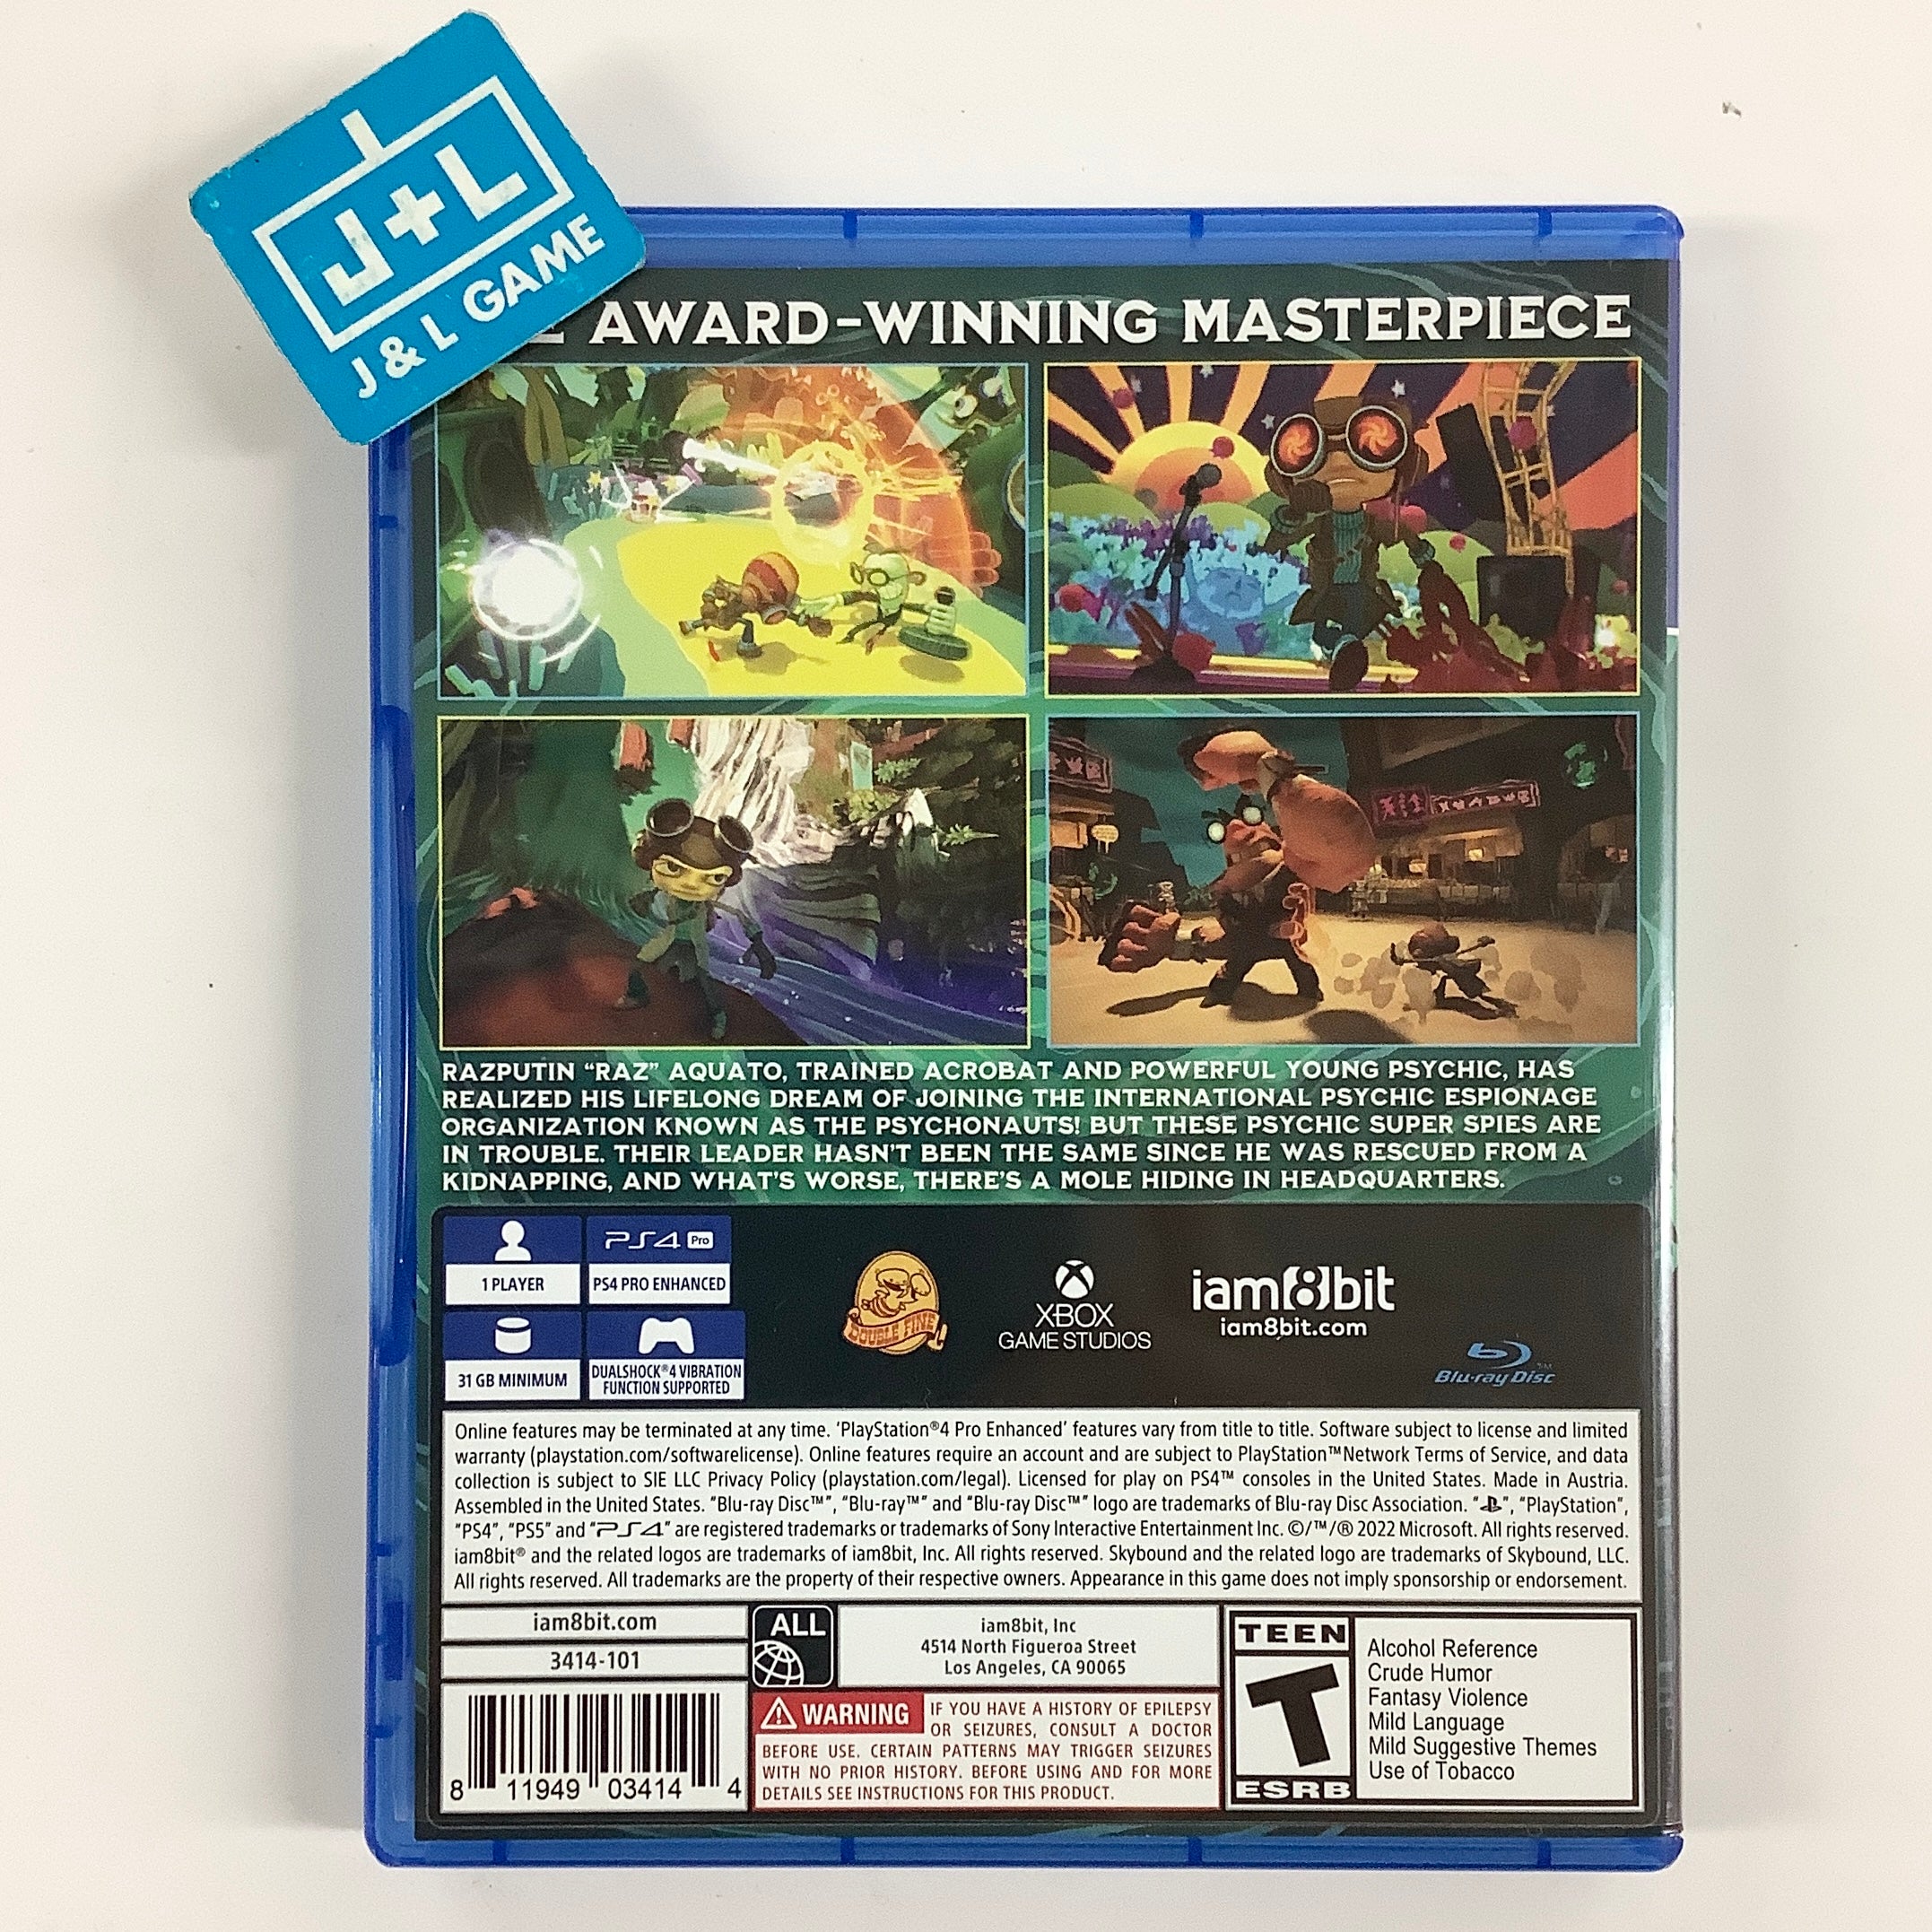 J+L
J & L GAME
AWARD-WINNING MASTERPIECE
RAZPUTIN “RAZ” AQUATO, TRAINED ACROBAT AND POWERFUL YOUNG PSYCHIC, HAS
REALIZED HIS LIFELONG DREAM OF JOINING THE INTERNATIONAL PSYCHIC ESPIONAGE
ORGANIZATION KNOWN AS THE PSYCHONAUTS! BUT THESE PSYCHIC SUPER SPIES ARE
IN TROUBLE. THEIR LEADER HASN'T BEEN THE SAME SINCE HE WAS RESCUED FROM A
KIDNAPPING, AND WHAT'S WORSE, THERE'S A MOLE HIDING IN HEADQUARTERS.
PS4 Pro
1 PLAYER
PS4 PRO ENHANCED
31 GB MINIMUM
DUALSHOCK®4 VIBRATION
FUNCTION SUPPORTED
DOUBLE FINE
XBOX
GAME STUDIOS
iam8bit
iam8bit.com
Blu-ray Disc™
Online features may be terminated at any time. 'PlayStation®4 Pro Enhanced' features vary from title to title. Software subject to license and limited
warranty (playstation.com/softwarelicense). Online features require an account and are subject to PlayStation™Network Terms of Service, and data
collection is subject to SIE LLC Privacy Policy (playstation.com/legal). Licensed for play on PS4™ consoles in the United States. Made in Austria.
Assembled in the United States. "Blu-ray Disc™", "Blu-ray™" and "Blu-ray Disc™" logo are trademarks of Blu-ray Disc Association. "", "PlayStation",
"PS4", "PS5" and "PS4" are registered trademarks or trademarks of Sony Interactive Entertainment Inc. ©/™/® 2022 Microsoft. All rights reserved.
iam8bit® and the related logos are trademarks of iam8bit, Inc. All rights reserved. Skybound and the related logo are trademarks of Skybound, LLC.
All rights reserved. All trademarks are the property of their respective owners. Appearance in this game does not imply sponsorship or endorsement.
iam8bit.com
3414-101
8 11949 03414 4
ALL
iam8bit, Inc
4514 North Figueroa Street
Los Angeles, CA 90065
WARNING IF YOU HAVE A HISTORY OF EPILEPSY
OR SEIZURES, CONSULT A DOCTOR
BEFORE USE. CERTAIN PATTERNS MAY TRIGGER SEIZURES
WITH NO PRIOR HISTORY. BEFORE USING AND FOR MORE
DETAILS SEE INSTRUCTIONS FOR THIS PRODUCT.
TEEN
T
ESRB
Alcohol Reference
Crude Humor
Fantasy Violence
Mild Language
Mild Suggestive Themes
Use of Tobacco